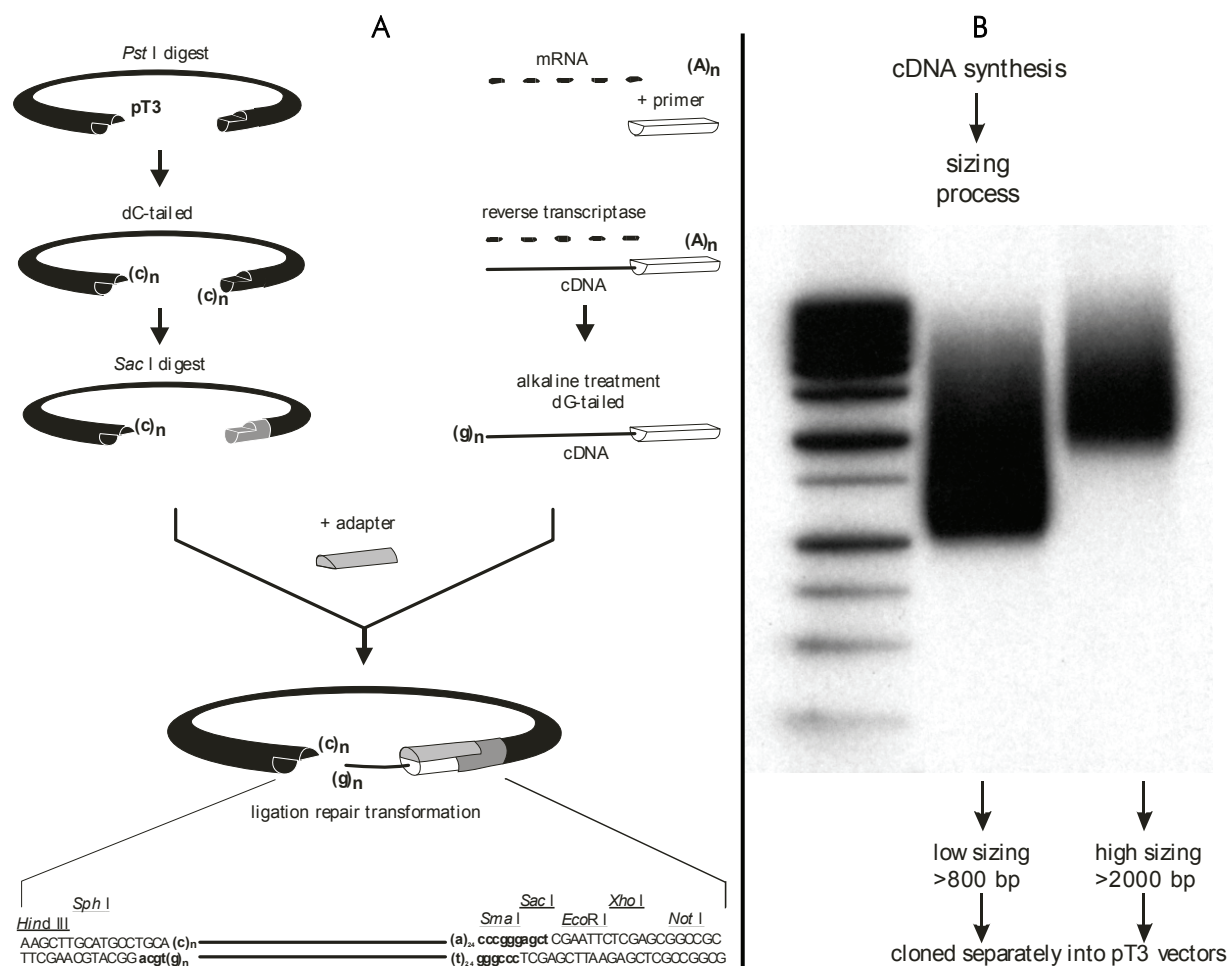 A
Pst I digest
pT3
dC-tailed
(c)n
(c)n
Sac I digest
(c)n
mRNA
(A)n
+ primer
reverse transcriptase
(A)n
cDNA
alkaline treatment
dG-tailed
(g)n
cDNA
+ adapter
(c)n
(g)n
ligation repair transformation
Hind III
Sph I
Sma I
Sac I
EcoR I
Xho I
Not I
AAGCTTGCATGCCTGCA (c)n (a)24 cccgggagct CGAATTCTCGAGCGGCCGC
TTCGAACGTACGG acgt(g)n (t)24 gggcccTCGAGCTTAAGAGCTCGCCGGCG
B
cDNA synthesis
sizing
process
low sizing
>800 bp
high sizing
>2000 bp
cloned separately into pT3 vectors